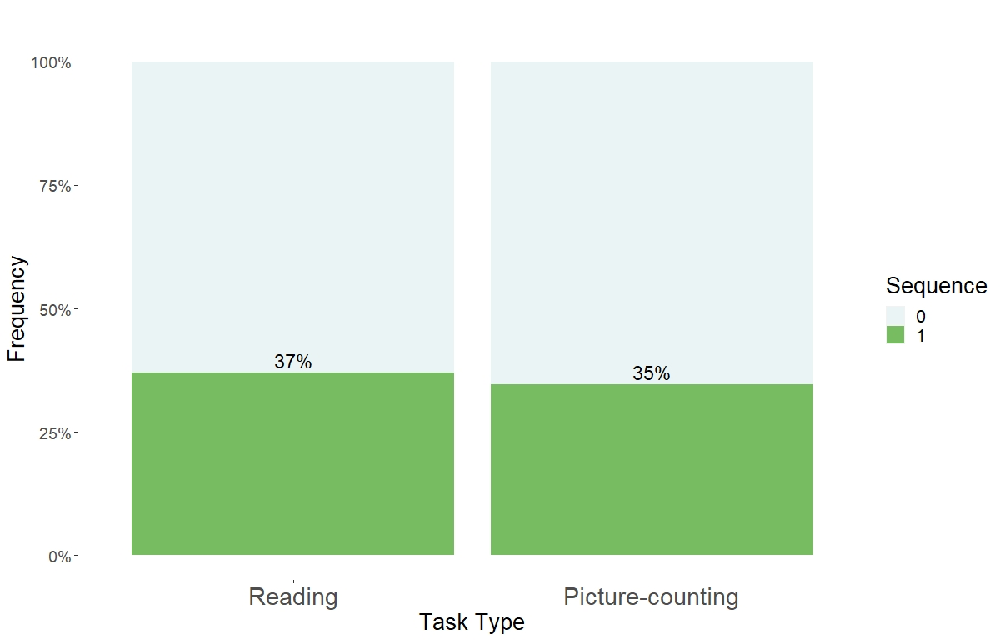 100%
75%
50%
25%
0%
Frequency
37%
35%
Reading
Picture-counting
Task Type
Sequence
0
1